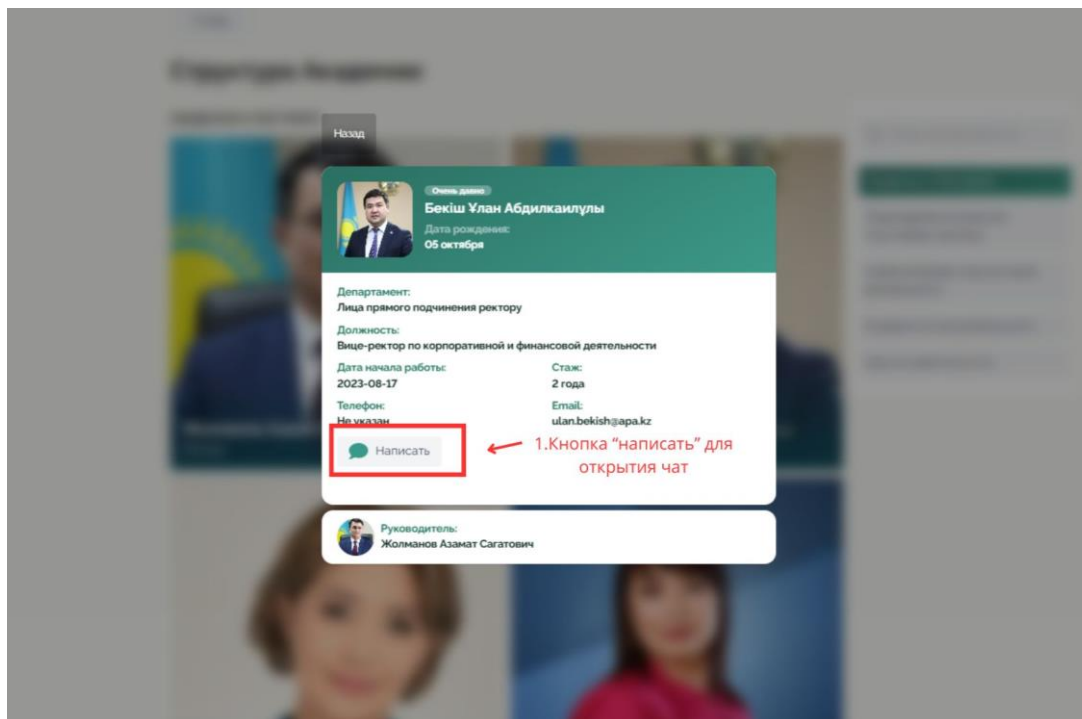 Назад
Очень давно
Бекіш Ұлан Абдилкаилұлы
Дата рождения:
05 октября
Департамент:
Лица прямого подчинения ректору
Должность:
Вице-ректор по корпоративной и финансовой деятельности
Дата начала работы:
2023-08-17
Стаж:
2 года
Телефон:
Не указан
Email:
ulan.bekish@apa.kz
Написать
1.Кнопка “написать” для
открытия чат
Руководитель:
Жолманов Азамат Сагатович